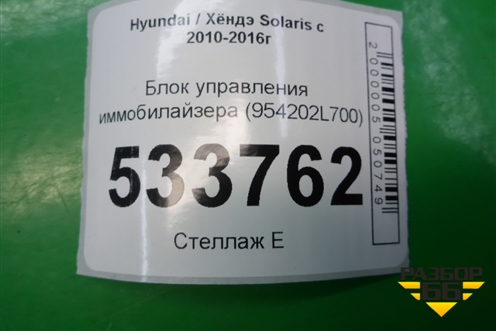 Hyundai / Хёндэ Solaris с
2010-2016г
Блок управления
иммобилайзера (954202L700)
533762
Стеллаж Е
2000005050749
РАЗБОР
66